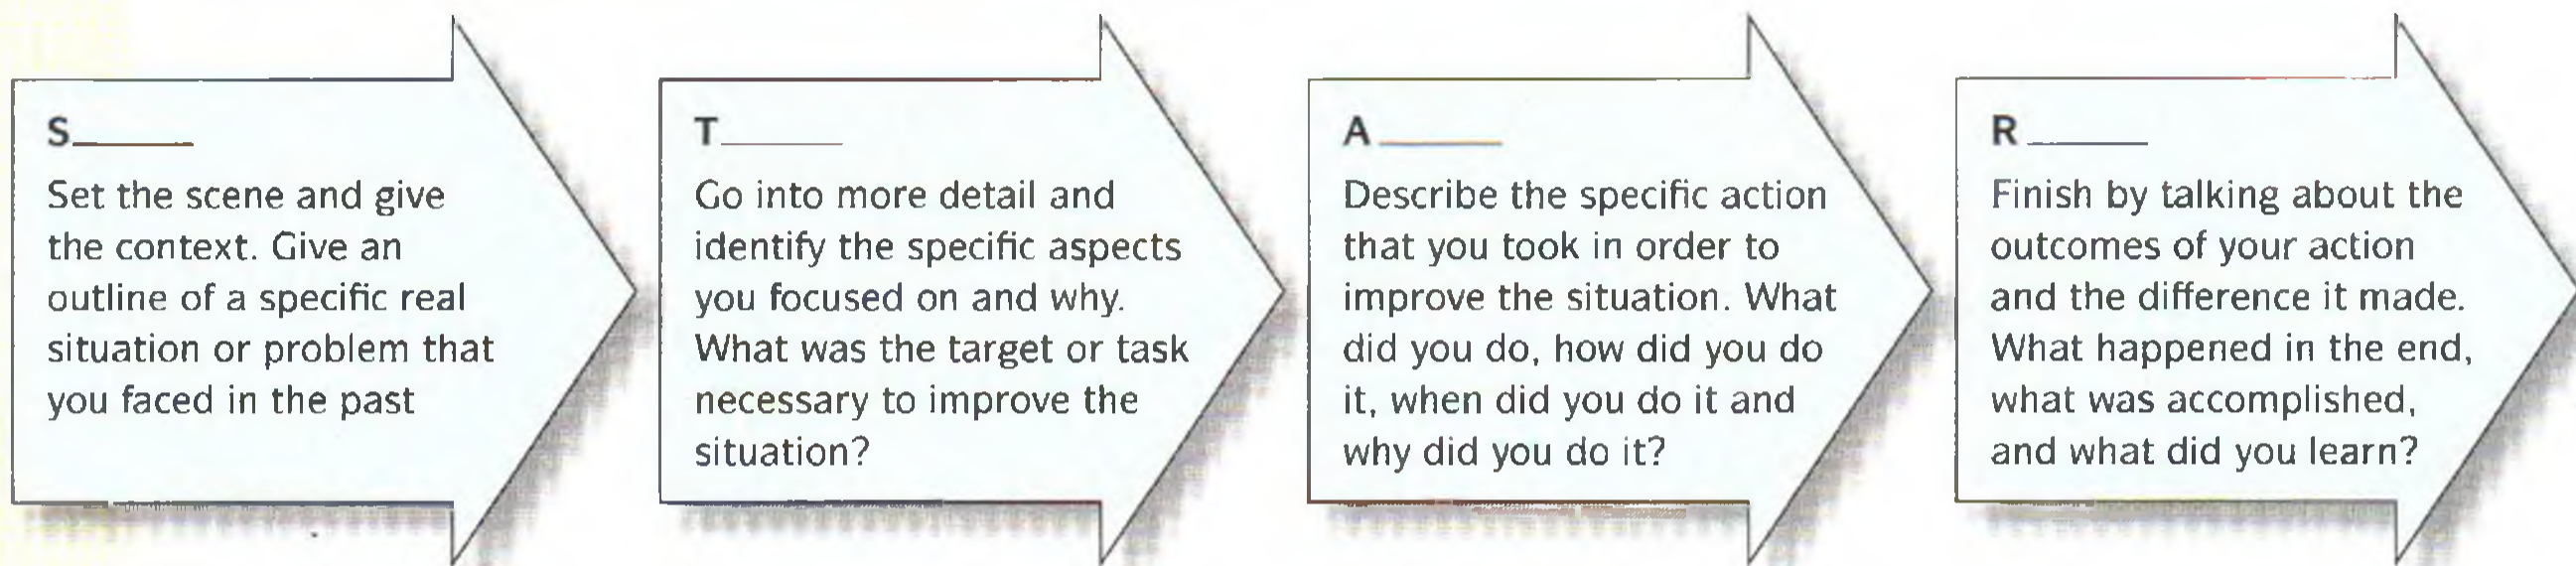 S______
Set the scene and give
the context. Give an
outline of a specific real
situation or problem that
you faced in the past
T______
Go into more detail and
identify the specific aspects
you focused on and why.
What was the target or task
necessary to improve the
situation?
A ______
Describe the specific action
that you took in order to
improve the situation. What
did you do, how did you do
it, when did you do it and
why did you do it?
R ______
Finish by talking about the
outcomes of your action
and the difference it made.
What happened in the end,
what was accomplished,
and what did you learn?